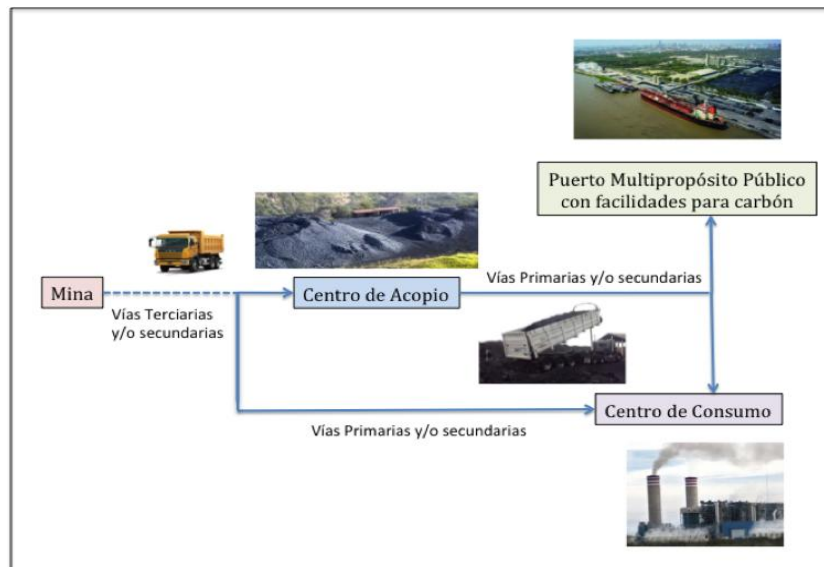 Puerto Multipropósito Público
con facilidades para carbón
Mina
Centro de Acopio
Vías Primarias y/o secundarias
Vías Terciarias
y/o secundarias
Centro de Consumo
Vías Primarias y/o secundarias